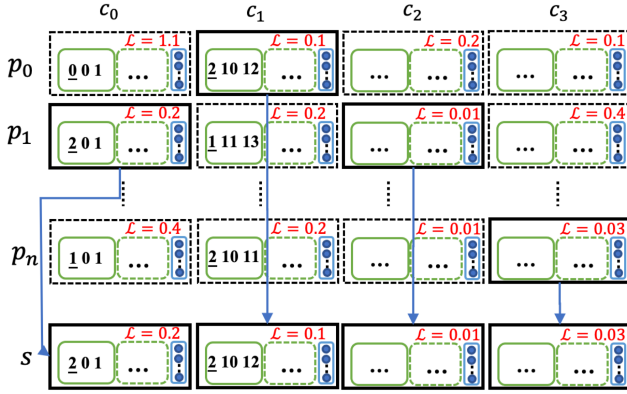 c₀ c₁ c₂ c₃
p₀ ℒ = 1.1 ℒ = 0.1 ℒ = 0.2 ℒ = 0.1
0 0 1 ... 2 10 12 ... ... ... ... ...
p₁ ℒ = 0.2 ℒ = 0.2 ℒ = 0.01 ℒ = 0.4
2 0 1 ... 1 11 13 ... ... ... ... ...
pₙ ℒ = 0.4 ℒ = 0.2 ℒ = 0.01 ℒ = 0.03
1 0 1 ... 2 10 11 ... ... ... ... ...
s ℒ = 0.2 ℒ = 0.1 ℒ = 0.01 ℒ = 0.03
2 0 1 ... 2 10 12 ... ... ... ... ...